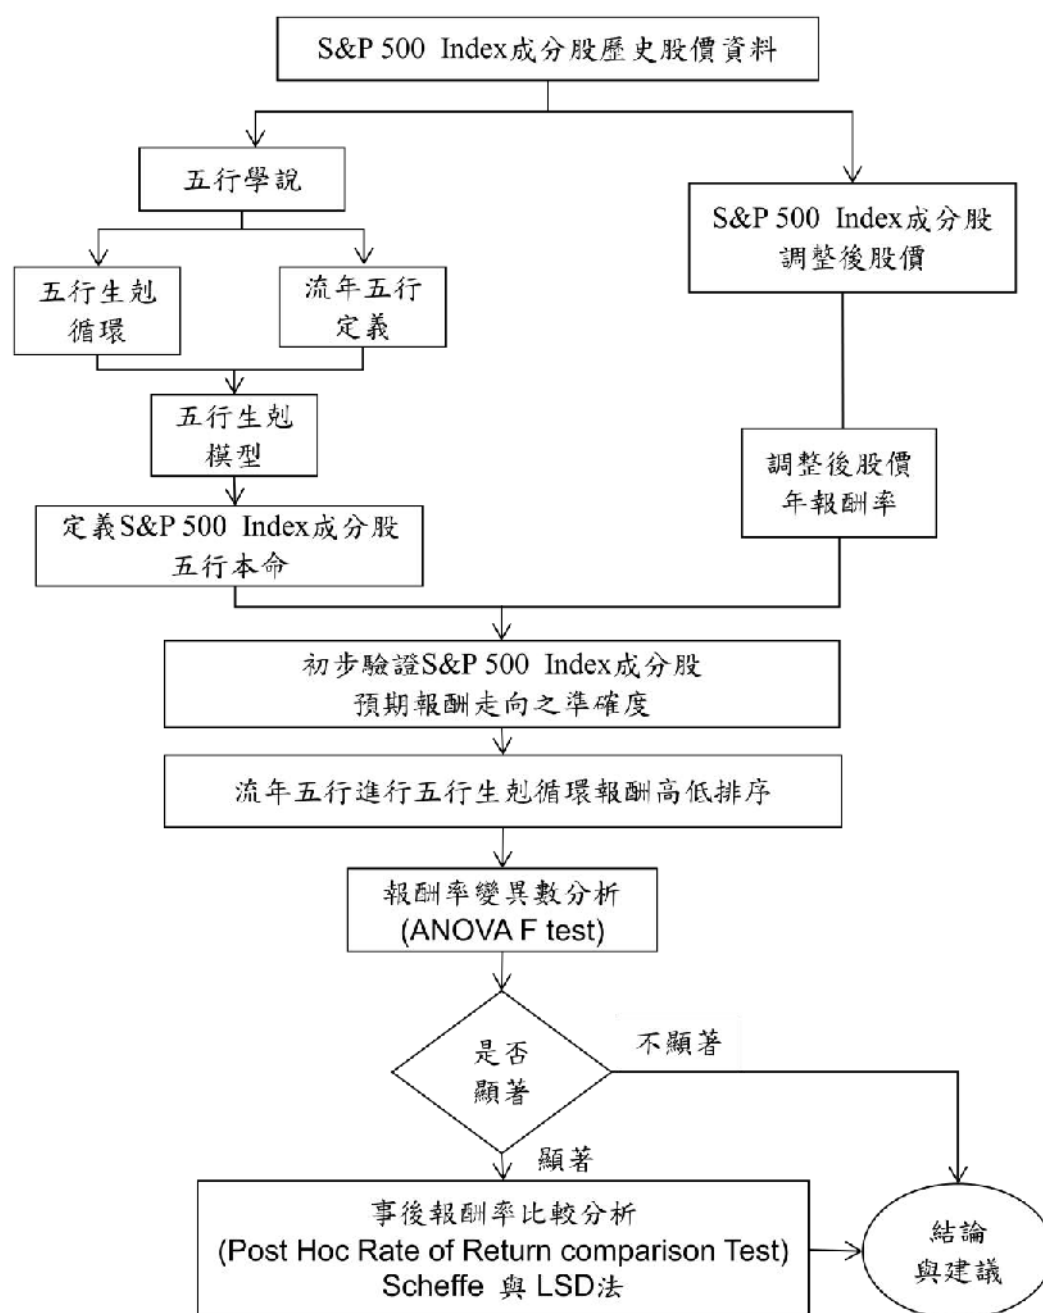 S&P 500 Index成分股歷史股價資料
五行學說
S&P 500 Index成分股
調整後股價
五行生剋
循環
流年五行
定義
五行生剋
模型
調整後股價
年報酬率
定義S&P 500 Index成分股
五行本命
初步驗證S&P 500 Index成分股
預期報酬走向之準確度
流年五行進行五行生剋循環報酬高低排序
報酬率變異數分析
(ANOVA F test)
是否
顯著
不顯著
顯著
事後報酬率比較分析
(Post Hoc Rate of Return comparison Test)
Scheffe 與 LSD法
結論
與建議